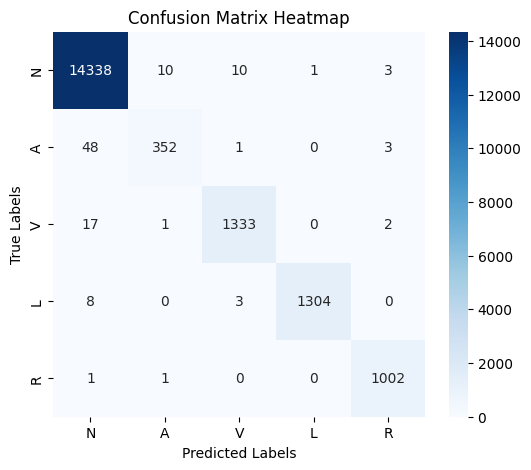 Confusion Matrix Heatmap
N 14338 10 10 1 3
A 48 352 1 0 3
V 17 1 1333 0 2
L 8 0 3 1304 0
R 1 1 0 0 1002
N A V L R
Predicted Labels
True Labels
14000
12000
10000
8000
6000
4000
2000
0